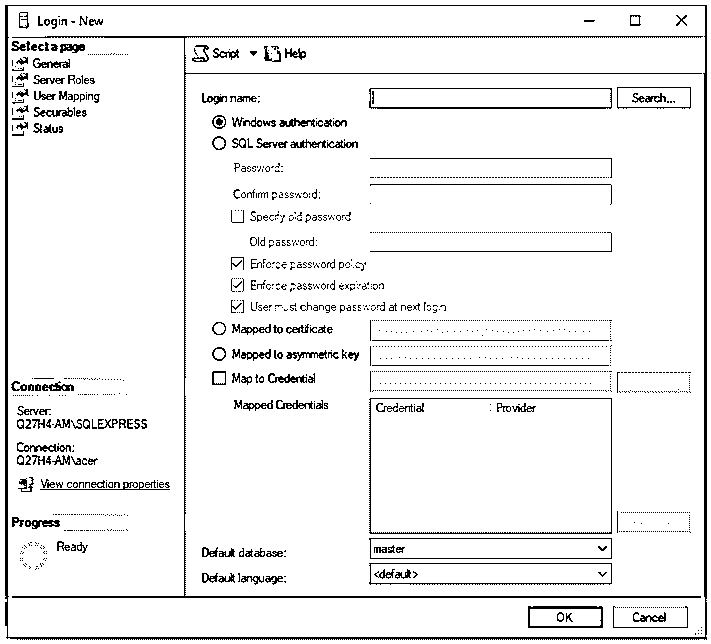 Login - New
Select a page
General
Server Roles
User Mapping
Securables
Status
Script Help
Login name:
Search...
Windows authentication
SQL Server authentication
Password:
Confirm password:
Specify old password
Old password:
Enforce password policy
Enforce password expiration
User must change password at next login
Mapped to certificate
Mapped to asymmetric key
Map to Credential
Mapped Credentials
Credential Provider
Default database: master
Default language: <default>
Connection
Server:
Q27H4-AM\SQLEXPRESS
Connection:
Q27H4-AM\acer
View connection properties
Progress
Ready
OK Cancel